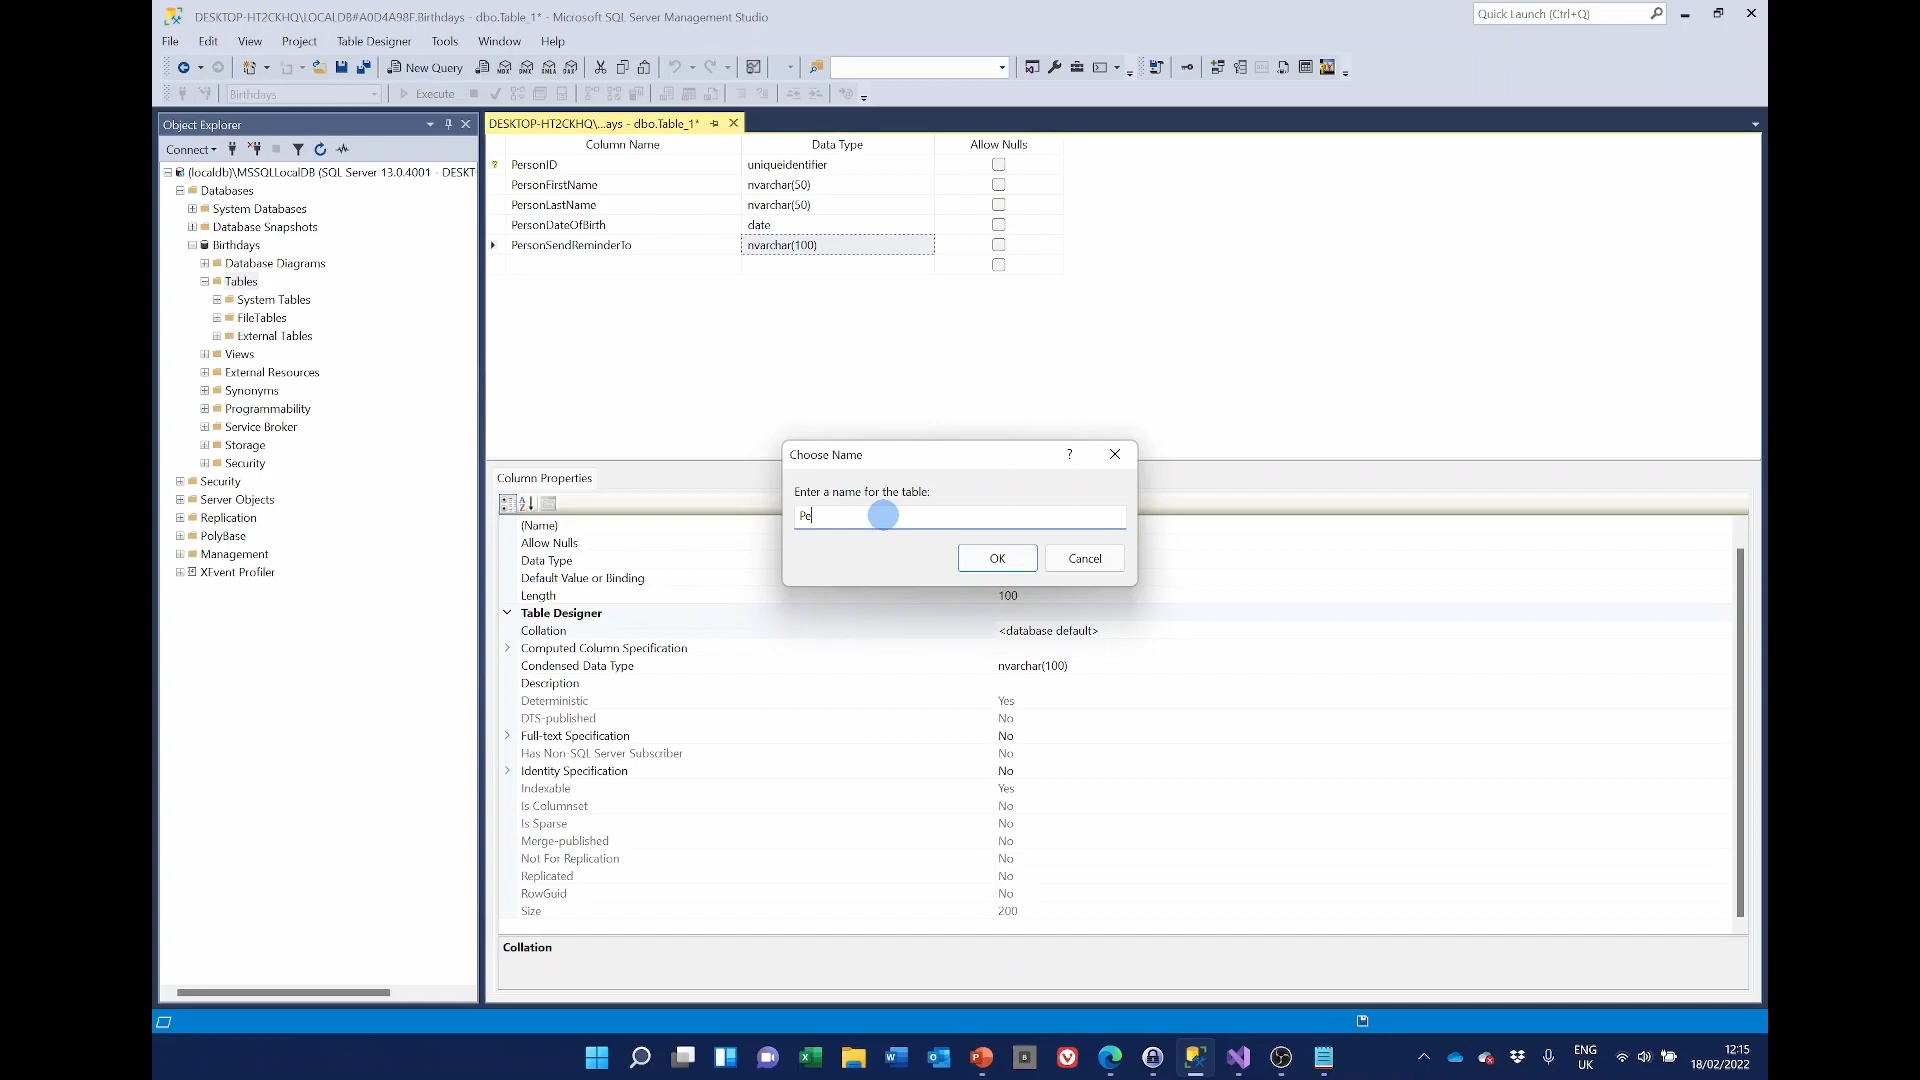 DESKTOP-HT2CKHQ\LOCALDB#A0D4A98F.Birthdays - dbo.Table_1* - Microsoft SQL Server Management Studio
Quick Launch (Ctrl+Q)
File Edit View Project Table Designer Tools Window Help
New Query MDX DMX XMLA DAX
Birthdays Execute
Object Explorer
DESKTOP-HT2CKHQ\...ays - dbo.Table_1*
Connect
(localdb)\MSSQLLocalDB (SQL Server 13.0.4001 - DESKT
Databases
System Databases
Database Snapshots
Birthdays
Database Diagrams
Tables
System Tables
FileTables
External Tables
Views
External Resources
Synonyms
Programmability
Service Broker
Storage
Security
Security
Server Objects
Replication
PolyBase
Management
XEvent Profiler
Column Name Data Type Allow Nulls
PersonID uniqueidentifier
PersonFirstName nvarchar(50)
PersonLastName nvarchar(50)
PersonDateOfBirth date
PersonSendReminderTo nvarchar(100)
Choose Name ?
Enter a name for the table:
Pe
OK Cancel
Column Properties
(Name)
Allow Nulls
Data Type
Default Value or Binding
Length 100
Table Designer
Collation <database default>
Computed Column Specification
Condensed Data Type nvarchar(100)
Description
Deterministic Yes
DTS-published No
Full-text Specification No
Has Non-SQL Server Subscriber No
Identity Specification No
Indexable Yes
Is Columnset No
Is Sparse No
Merge-published No
Not For Replication No
Replicated No
RowGuid No
Size 200
Collation
ENG
UK
12:15
18/02/2022